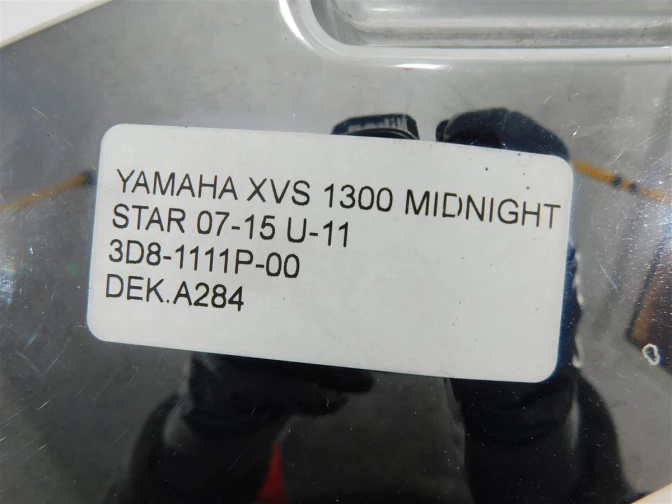 YAMAHA XVS 1300 MIDNIGHT
STAR 07-15 U-11
3D8-1111P-00
DEK.A284